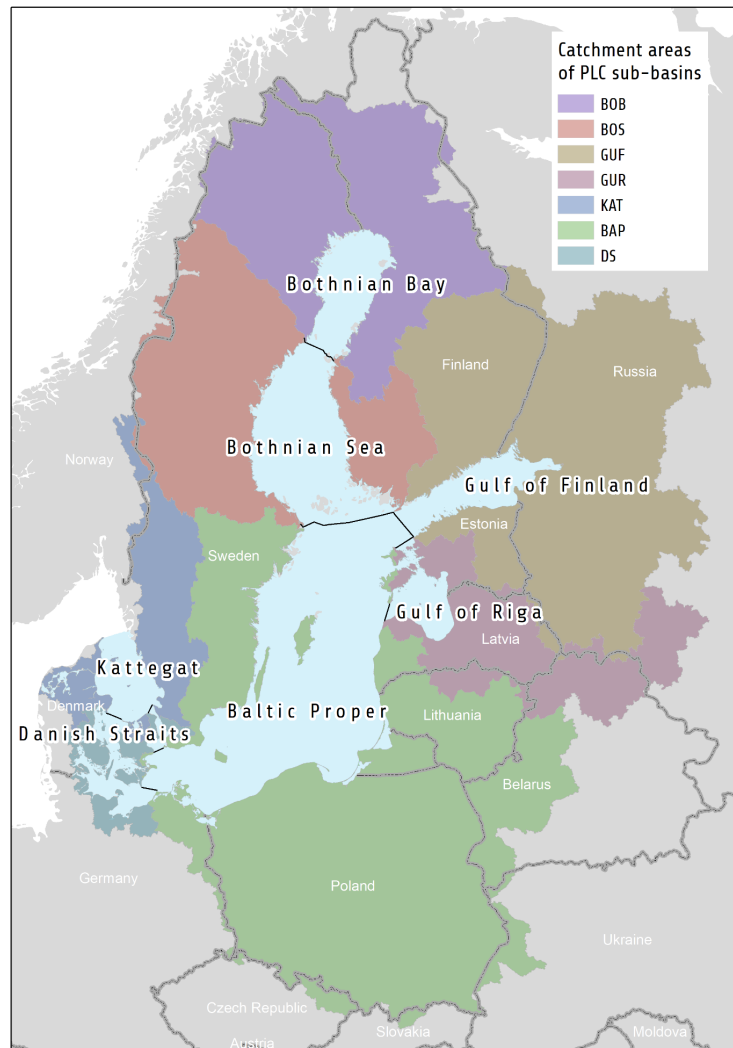 Catchment areas
of PLC sub-basins
BOB
BOS
GUF
GUR
KAT
BAP
DS
Bothnian Bay
Finland
Russia
Norway
Bothnian Sea
Gulf of Finland
Estonia
Sweden
Gulf of Riga
Latvia
Kattegat
Denmark
Baltic Proper
Lithuania
Danish Straits
Belarus
Germany
Poland
Ukraine
Czech Republic
Slovakia
Moldova
Austria